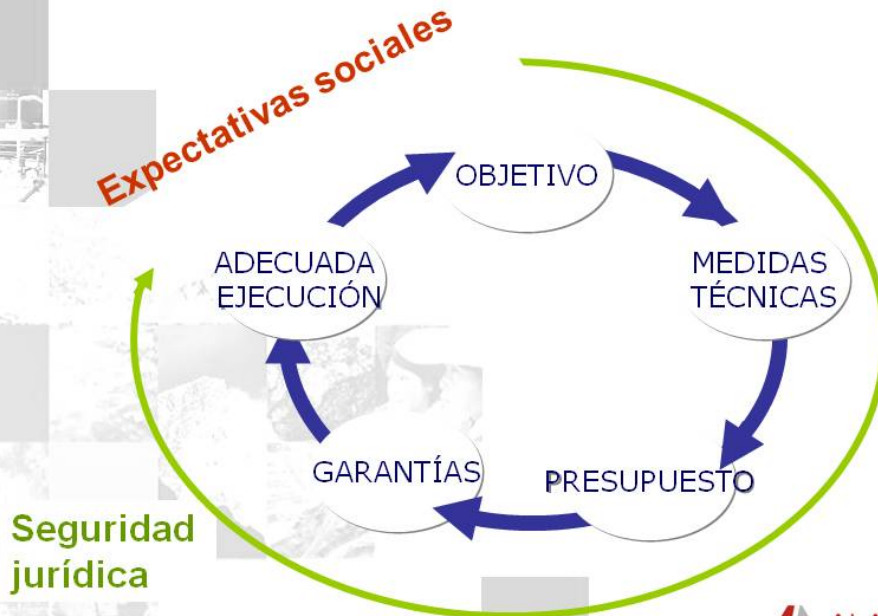 Expectativas sociales
OBJETIVO
MEDIDAS
TÉCNICAS
PRESUPUESTO
GARANTÍAS
ADECUADA
EJECUCIÓN
Seguridad
jurídica